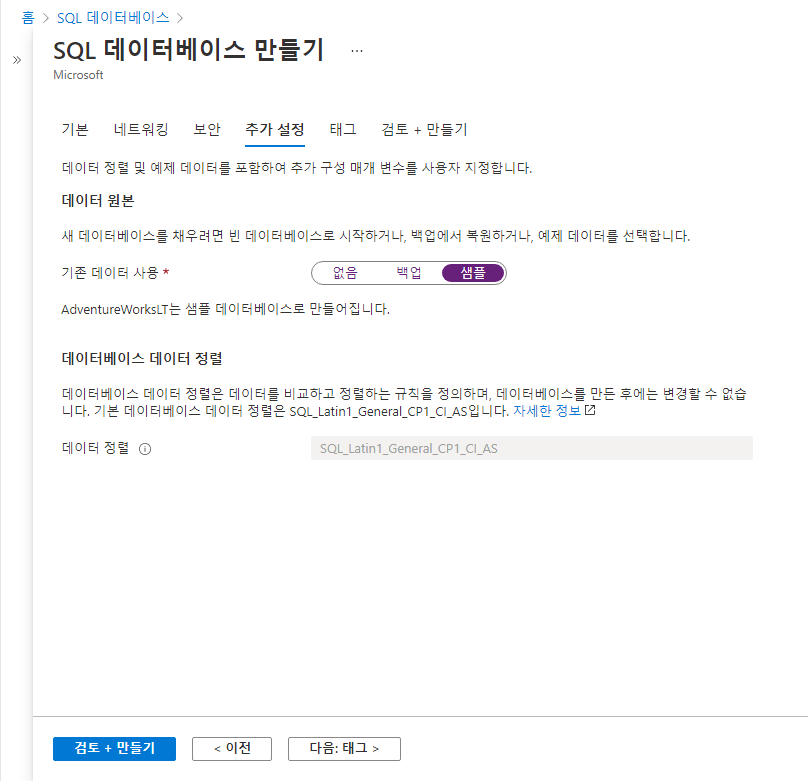 홈 > SQL 데이터베이스 >
»
SQL 데이터베이스 만들기 ...
Microsoft
기본 네트워킹 보안 추가 설정 태그 검토 + 만들기
데이터 정렬 및 예제 데이터를 포함하여 추가 구성 매개 변수를 사용자 지정합니다.
데이터 원본
새 데이터베이스를 채우려면 빈 데이터베이스로 시작하거나, 백업에서 복원하거나, 예제 데이터를 선택합니다.
기존 데이터 사용 * 없음 백업 샘플
AdventureWorksLT는 샘플 데이터베이스로 만들어집니다.
데이터베이스 데이터 정렬
데이터베이스 데이터 정렬은 데이터를 비교하고 정렬하는 규칙을 정의하며, 데이터베이스를 만든 후에는 변경할 수 없습
니다. 기본 데이터베이스 데이터 정렬은 SQL_Latin1_General_CP1_CI_AS입니다. 자세한 정보
데이터 정렬 SQL_Latin1_General_CP1_CI_AS
검토 + 만들기 < 이전 다음: 태그 >